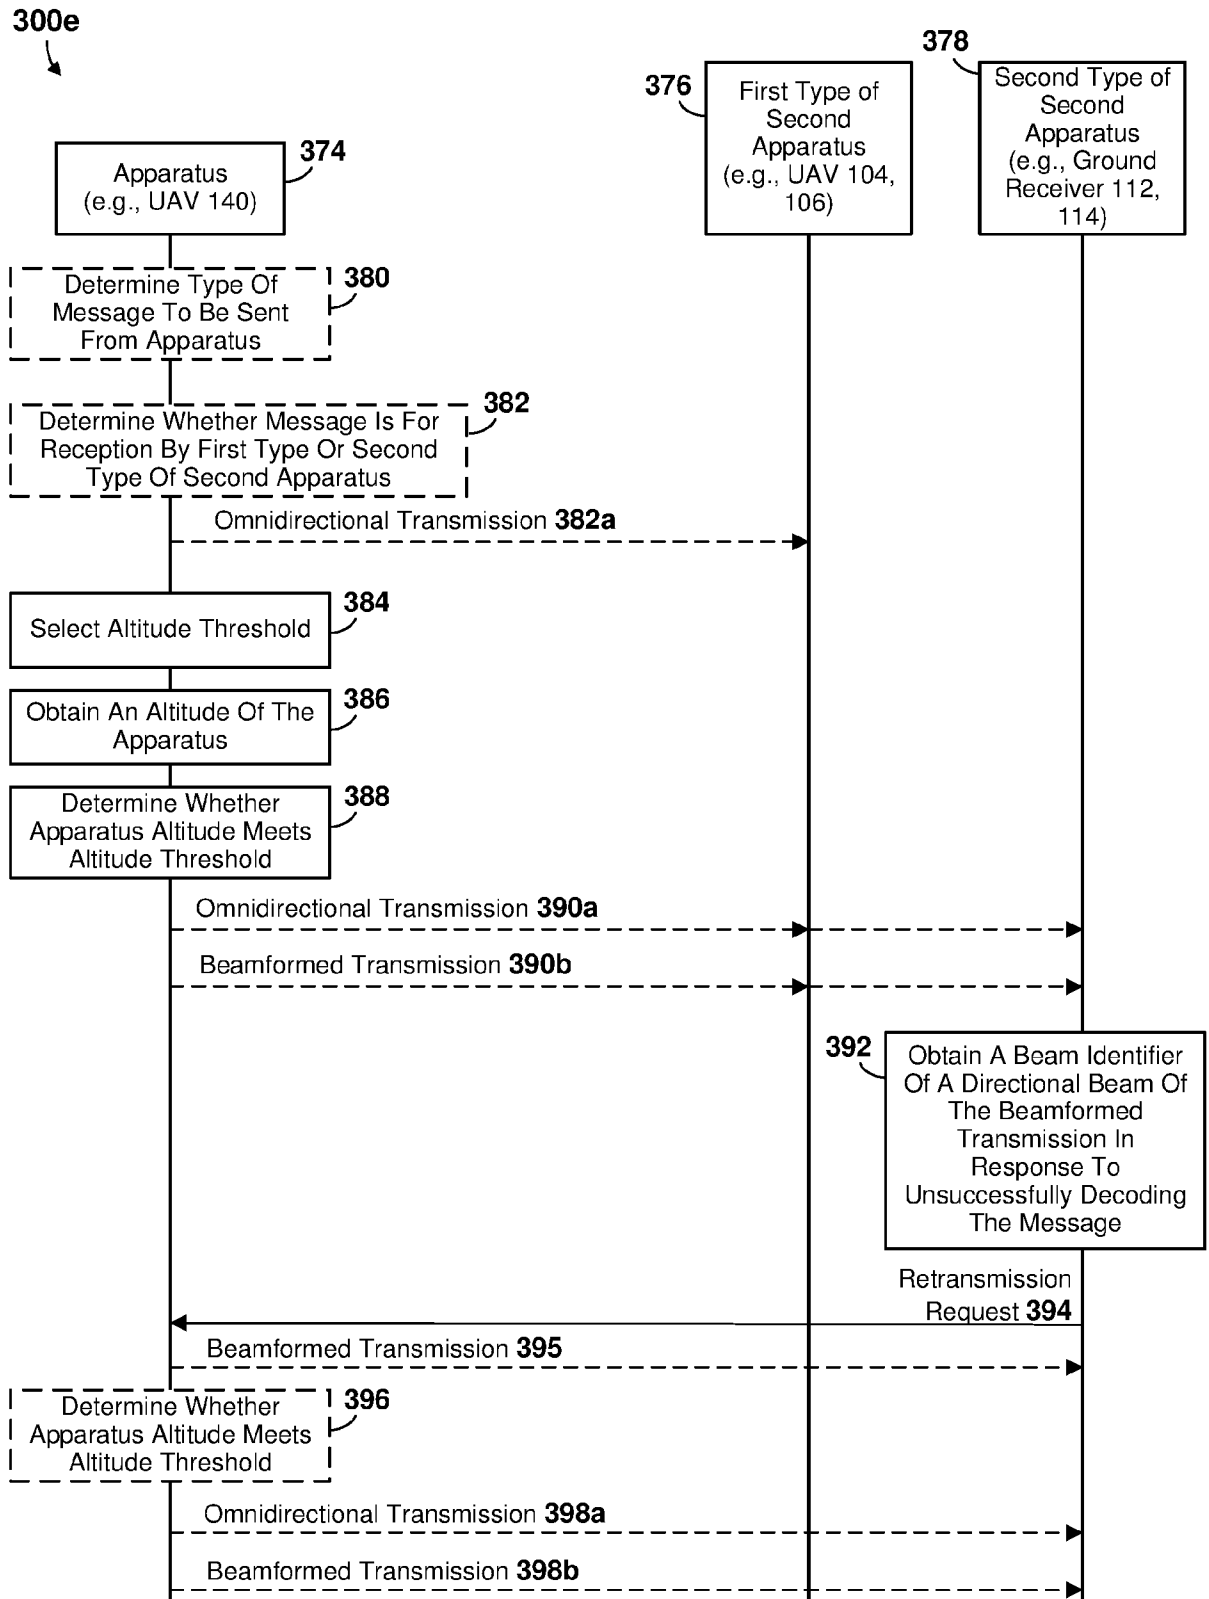 300e
378
Second Type of
Second
Apparatus
(e.g., Ground
Receiver 112,
114)
376
First Type of
Second
Apparatus
(e.g., UAV 104,
106)
374
Apparatus
(e.g., UAV 140)
380
Determine Type Of
Message To Be Sent
From Apparatus
382
Determine Whether Message Is For
Reception By First Type Or Second
Type Of Second Apparatus
Omnidirectional Transmission 382a
384
Select Altitude Threshold
386
Obtain An Altitude Of The
Apparatus
388
Determine Whether
Apparatus Altitude Meets
Altitude Threshold
Omnidirectional Transmission 390a
Beamformed Transmission 390b
392
Obtain A Beam Identifier
Of A Directional Beam Of
The Beamformed
Transmission In
Response To
Unsuccessfully Decoding
The Message
Retransmission
Request 394
Beamformed Transmission 395
396
Determine Whether
Apparatus Altitude Meets
Altitude Threshold
Omnidirectional Transmission 398a
Beamformed Transmission 398b